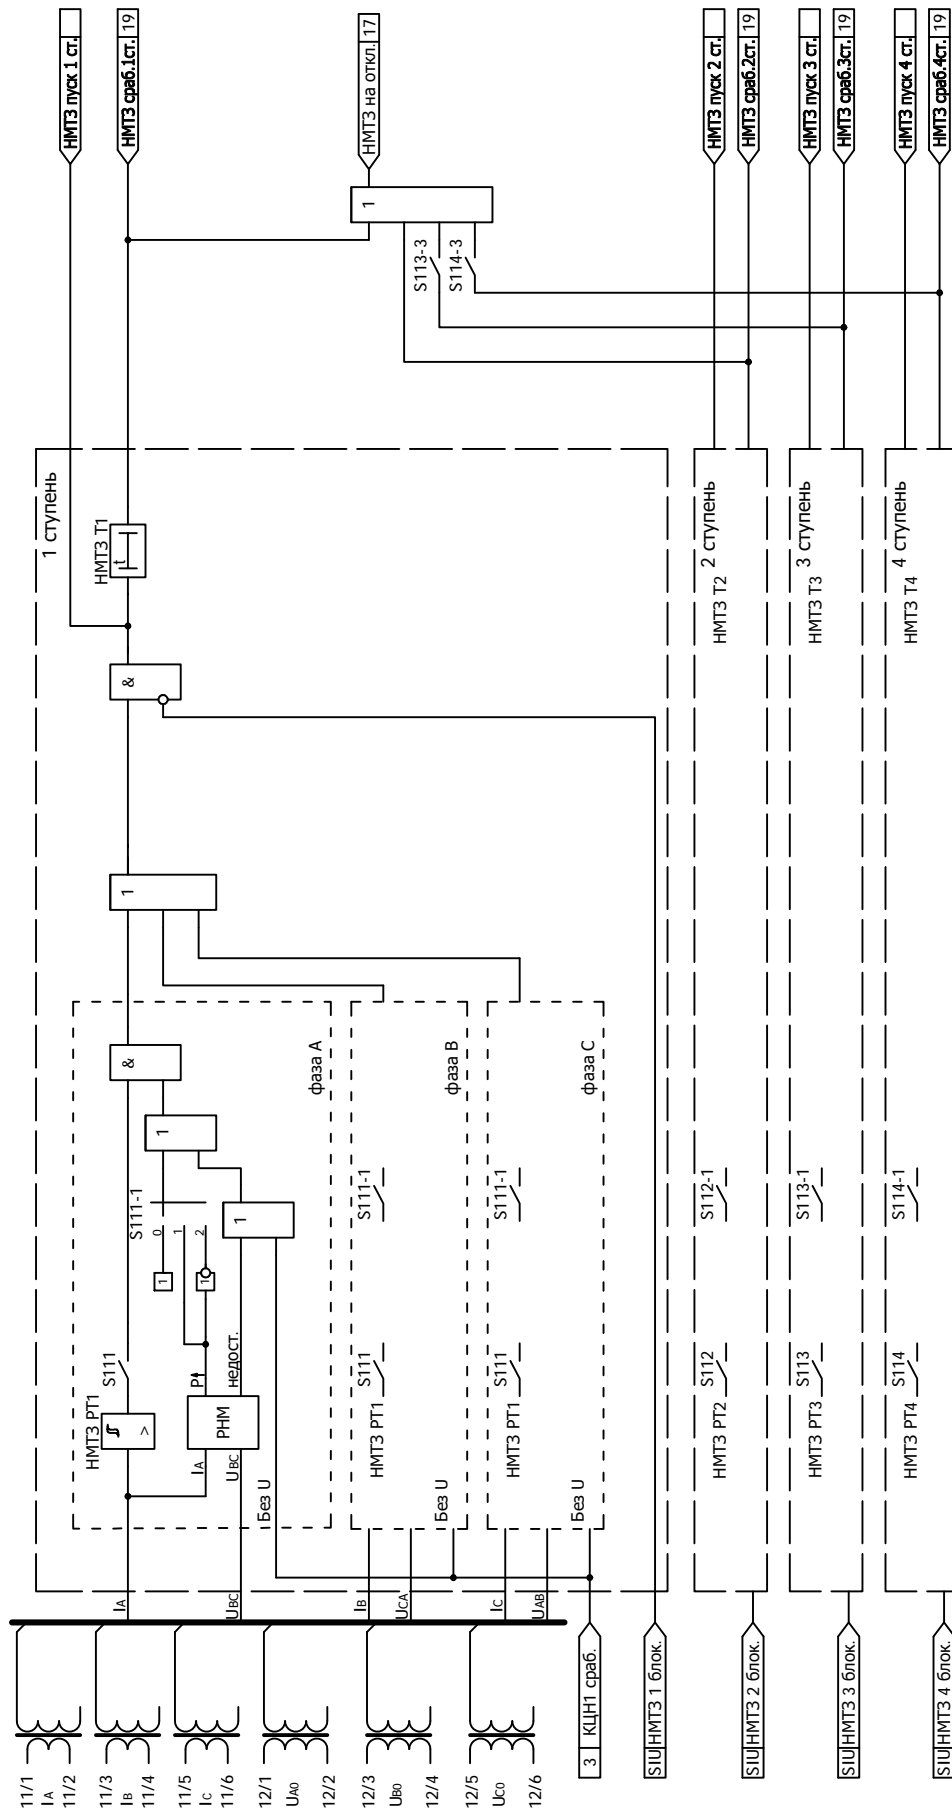 11/1
IA
11/2
11/3
IB
11/4
11/5
IC
11/6
12/1
UA0
12/2
12/3
UB0
12/4
12/5
UC0
12/6
3 КЦН1 сраб.
SIU НМТЗ 1 блок.
SIU НМТЗ 2 блок.
SIU НМТЗ 3 блок.
SIU НМТЗ 4 блок.
IA
UBC
IB
UCA
IC
UAB
1 ступень
НМТЗ РТ1
>
S111
IA
UBC
РНМ
P
недост.
Без U
1
1
S111-1
0
1
2
1
1
&
фаза А
Без U
НМТЗ РТ1
S111
S111-1
фаза В
Без U
НМТЗ РТ1
S111
S111-1
фаза С
1
&
НМТЗ Т1
t
НМТЗ РТ2
S112
S112-1
НМТЗ Т2
2 ступень
НМТЗ РТ3
S113
S113-1
НМТЗ Т3
3 ступень
НМТЗ РТ4
S114
S114-1
НМТЗ Т4
4 ступень
S113-3
S114-3
1
НМТЗ пуск 1 ст.
НМТЗ сраб.1ст. 19
НМТЗ на откл. 17
НМТЗ пуск 2 ст.
НМТЗ сраб.2ст. 19
НМТЗ пуск 3 ст.
НМТЗ сраб.3ст. 19
НМТЗ пуск 4 ст.
НМТЗ сраб.4ст. 19